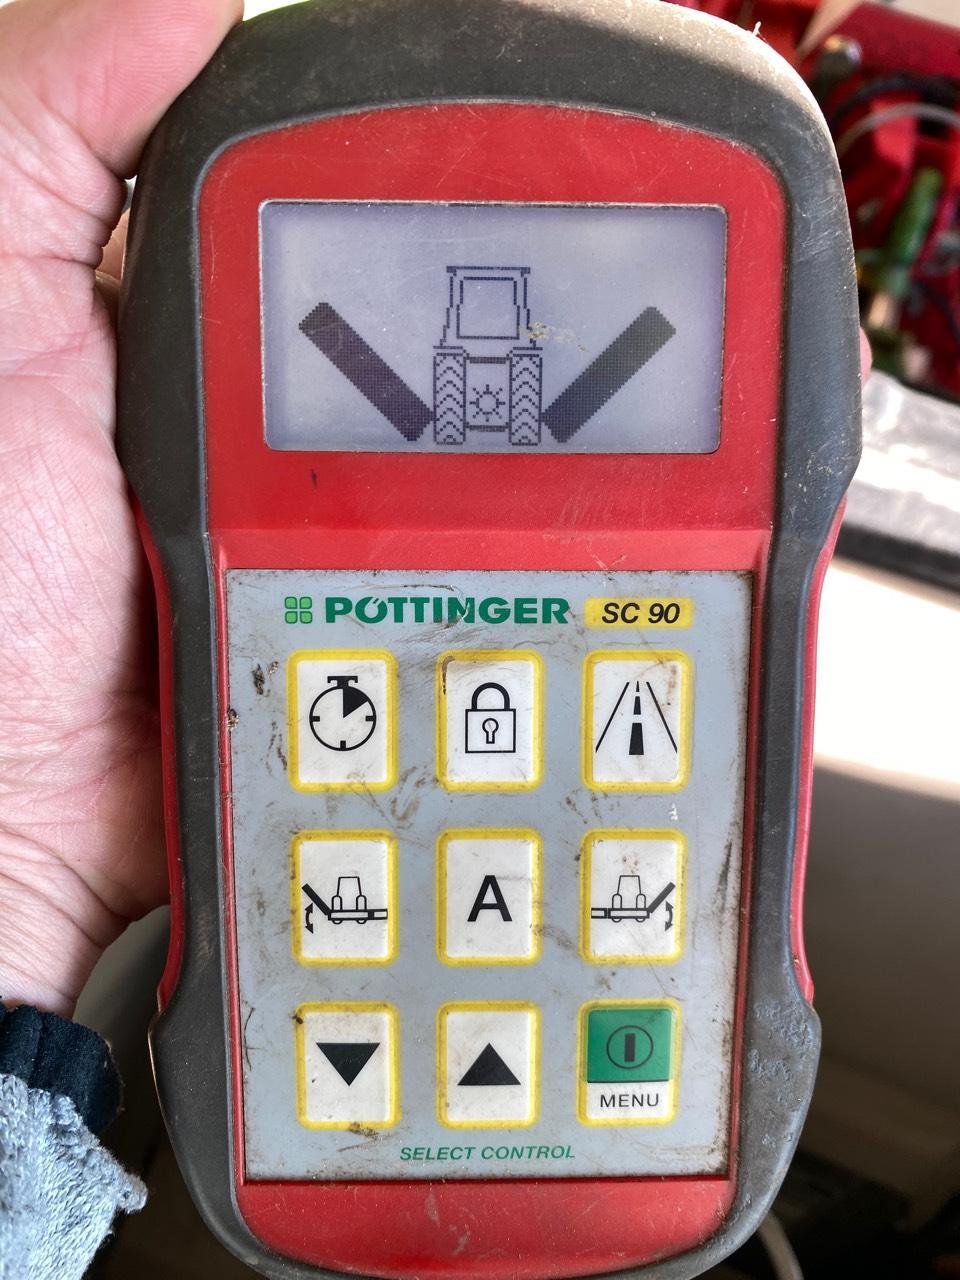 PÖTTINGER SC 90
A
MENU
SELECT CONTROL